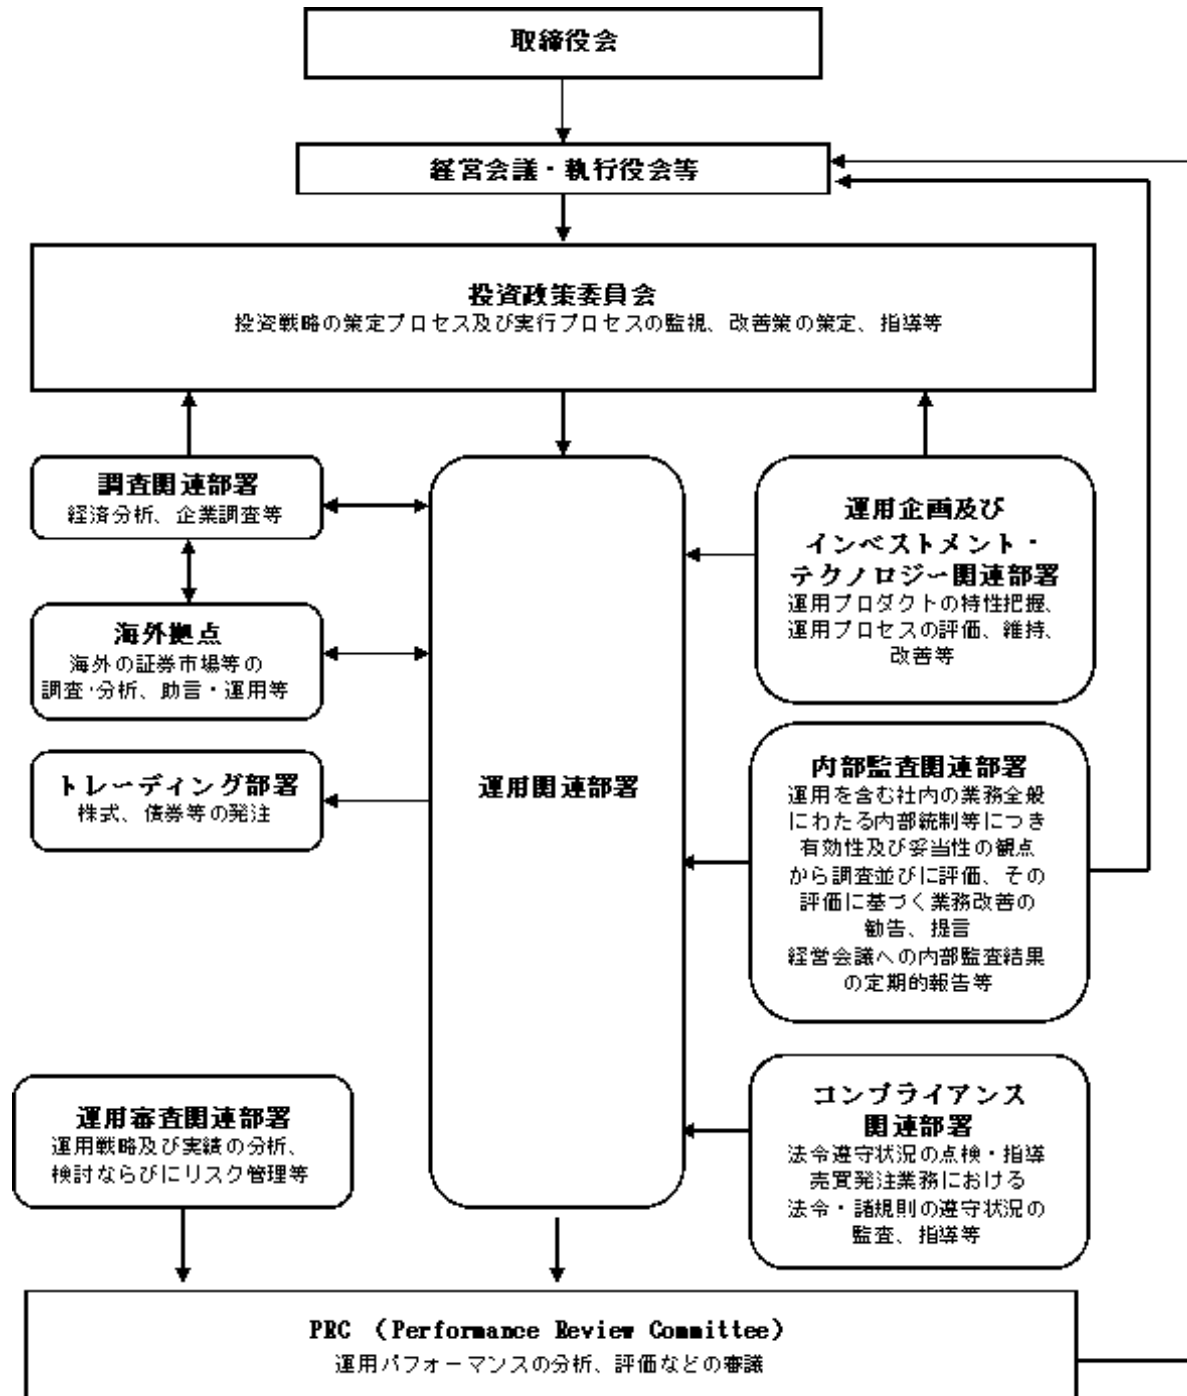 取締役会
経営会議・執行役会等
投資政策委員会
投資戦略の策定プロセス及び実行プロセスの監視、改善策の策定、指導等
調査関連部署
経済分析、企業調査等
海外拠点
海外の証券市場等の
調査・分析、助言・運用等
トレーディング部署
株式、債券等の発注
運用関連部署
運用企画及び
インベストメント・
テクノロジー関連部署
運用プロダクトの特性把握、
運用プロセスの評価、維持、
改善等
内部監査関連部署
運用を含む社内の業務全般
にわたる内部統制等につき
有効性及び妥当性の観点
から調査並びに評価、その
評価に基づく業務改善の
勧告、提言
経営会議への内部監査結果
の定期的報告等
運用審査関連部署
運用戦略及び実績の分析、
検討ならびにリスク管理等
コンプライアンス
関連部署
法令遵守状況の点検・指導
売買発注業務における
法令・諸規則の遵守状況の
監査、指導等
PRC （Performance Review Committee）
運用パフォーマンスの分析、評価などの審議